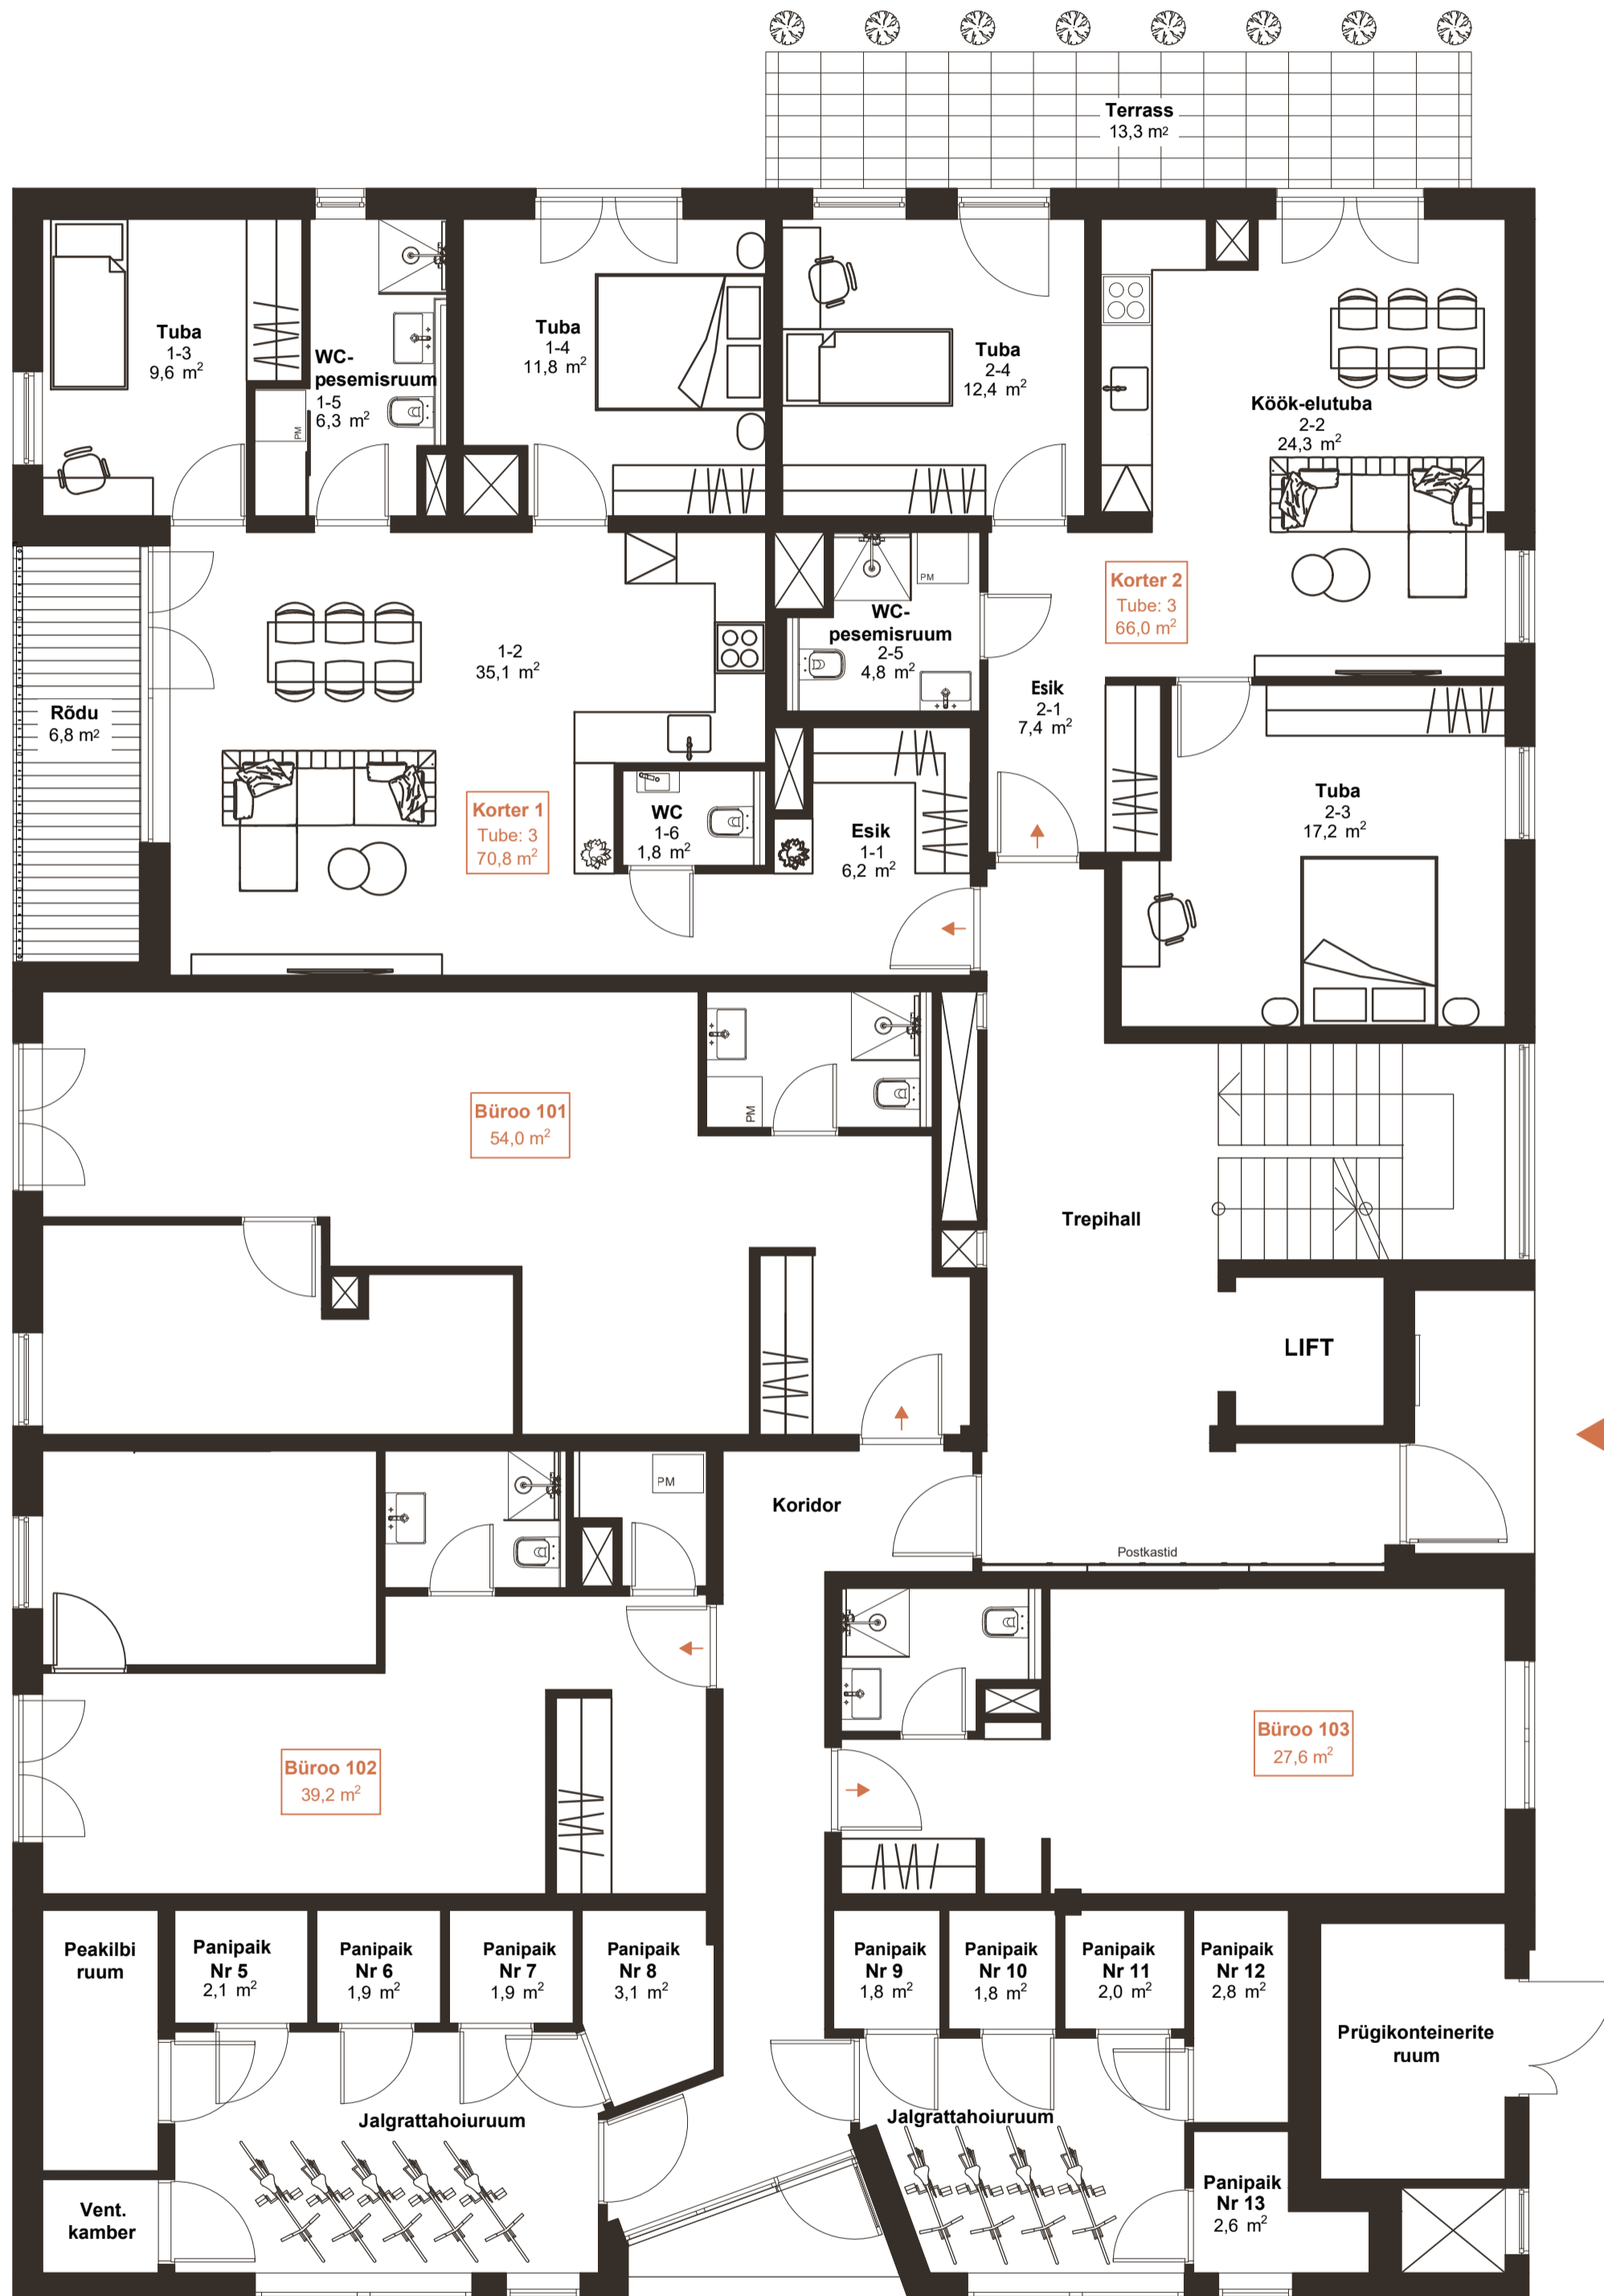 Terrass
13,3 m²
Tuba
1-3
9,6 m²
WC-
pesemisruum
1-5
6,3 m²
PM
Tuba
1-4
11,8 m²
Tuba
2-4
12,4 m²
Köök-elutuba
2-2
24,3 m²
Rõdu
6,8 m²
1-2
35,1 m²
Korter 1
Tube: 3
70,8 m²
WC
1-6
1,8 m²
PM
WC-
pesemisruum
2-5
4,8 m²
Esik
1-1
6,2 m²
Esik
2-1
7,4 m²
Korter 2
Tube: 3
66,0 m²
Tuba
2-3
17,2 m²
Büroo 101
54,0 m²
PM
Trepihall
LIFT
PM
Koridor
Postkastid
Büroo 102
39,2 m²
Büroo 103
27,6 m²
Peakilbi
ruum
Panipaik
Nr 5
2,1 m²
Panipaik
Nr 6
1,9 m²
Panipaik
Nr 7
1,9 m²
Panipaik
Nr 8
3,1 m²
Panipaik
Nr 9
1,8 m²
Panipaik
Nr 10
1,8 m²
Panipaik
Nr 11
2,0 m²
Panipaik
Nr 12
2,8 m²
Prügikonteinerite
ruum
Jalgrattahoiuruum
Jalgrattahoiuruum
Vent.
kamber
Panipaik
Nr 13
2,6 m²